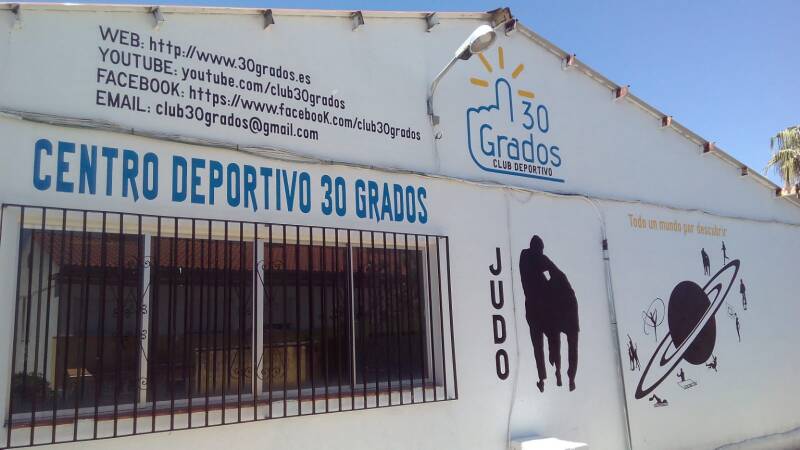 WEB: http://www.30grados.es
YOUTUBE: youtube.com/club30grados
FACEBOOK: https://www.facebook.com/club30grados
EMAIL: club30grados@gmail.com
30
Grados
CLUB DEPORTIVO
CENTRO DEPORTIVO 30 GRADOS
JUDO
Todo un mundo por descubrir